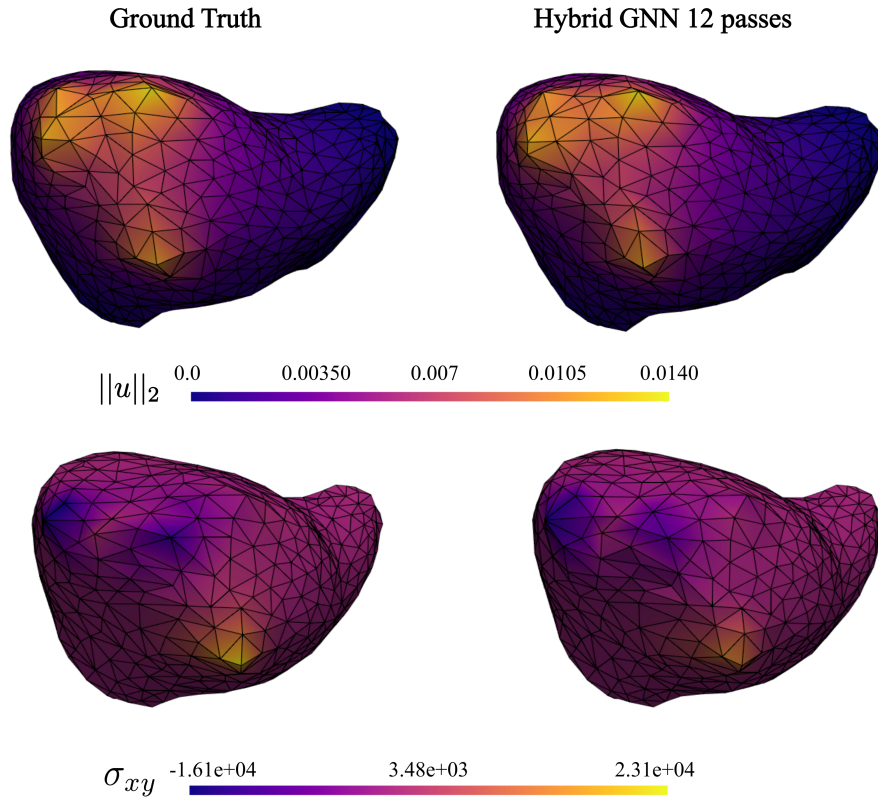 Ground Truth Hybrid GNN 12 passes
||u||₂ 0.0 0.00350 0.007 0.0105 0.0140
σxy -1.61e+04 3.48e+03 2.31e+04